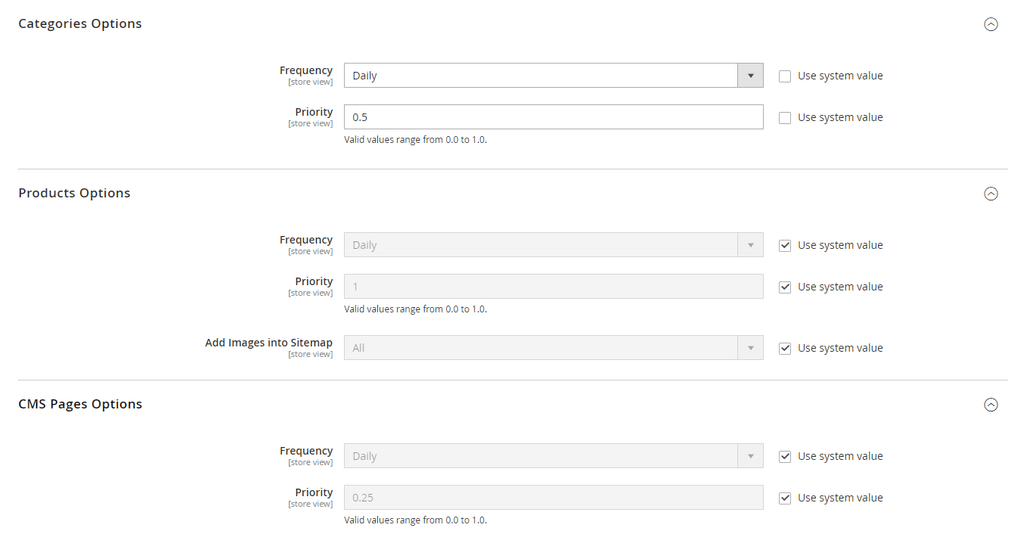 Categories Options
Frequency
Daily
Use system value
[store view]
Priority
0.5
Use system value
[store view]
Valid values range from 0.0 to 1.0.
Products Options
Frequency
Daily
Use system value
[store view]
Priority
1
Use system value
[store view]
Valid values range from 0.0 to 1.0.
Add Images into Sitemap
All
Use system value
[store view]
CMS Pages Options
Frequency
Daily
Use system value
[store view]
Priority
0.25
Use system value
[store view]
Valid values range from 0.0 to 1.0.